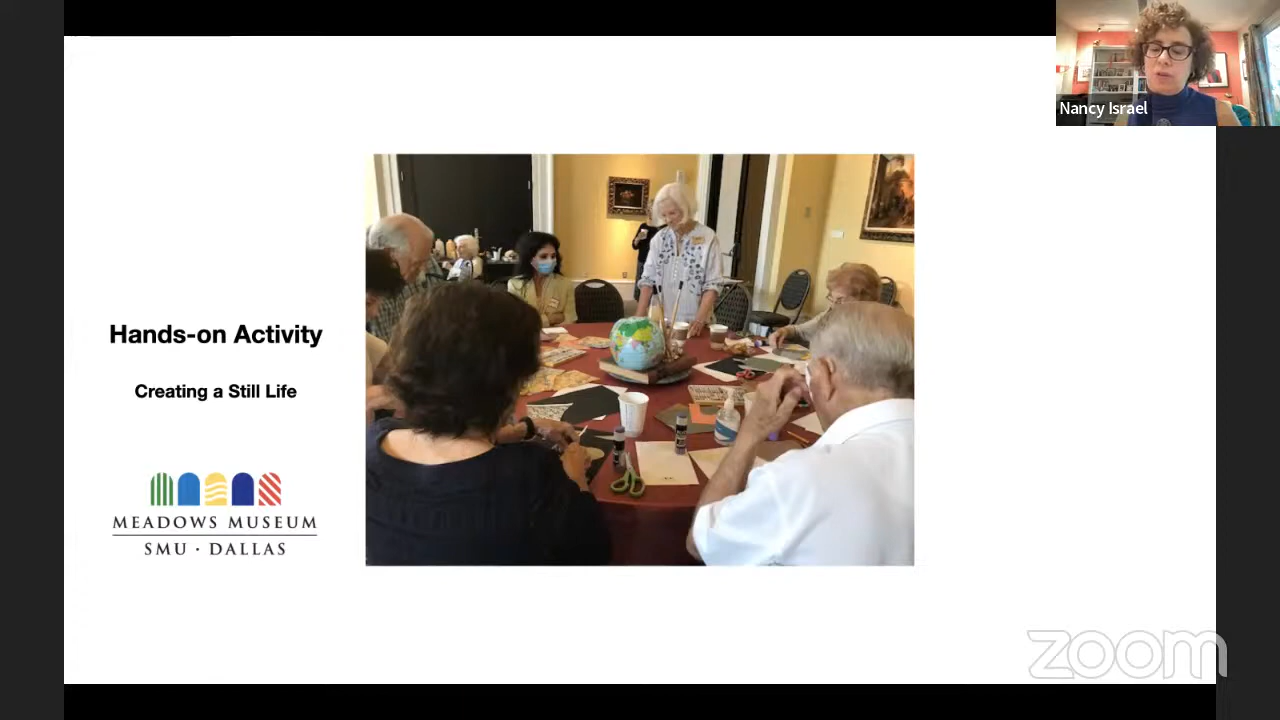 Nancy Israel
Hands-on Activity
Creating a Still Life
MEADOWS MUSEUM
SMU · DALLAS
zoom